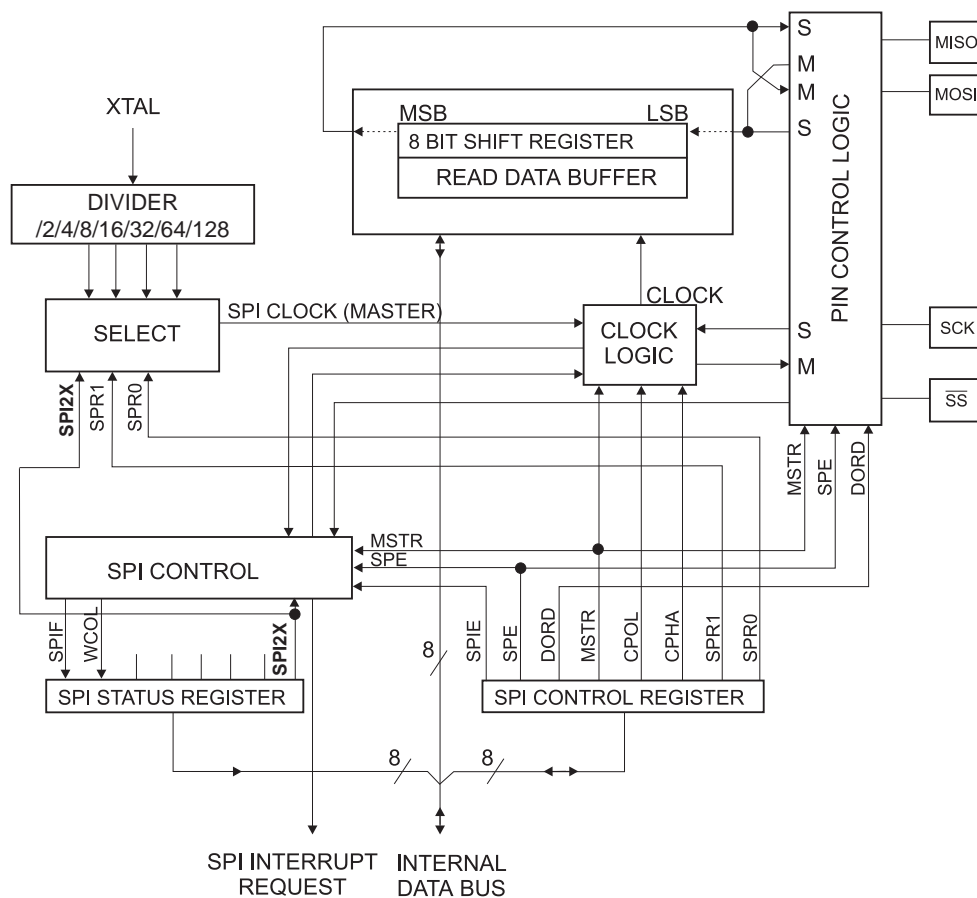 S
MISO
M
XTAL
MSB
LSB
M
MOSI
8 BIT SHIFT REGISTER
S
READ DATA BUFFER
DIVIDER
/2/4/8/16/32/64/128
PIN CONTROL LOGIC
SPI CLOCK (MASTER)
CLOCK
SELECT
CLOCK
LOGIC
S
SCK
M
SS
SPI2X
SPR1
SPR0
MSTR
SPE
DORD
MSTR
SPE
SPI CONTROL
SPIF
WCOL
SPI2X
8
SPIE
SPE
DORD
MSTR
CPOL
CPHA
SPR1
SPR0
SPI STATUS REGISTER
SPI CONTROL REGISTER
8
8
SPI INTERRUPT
REQUEST
INTERNAL
DATA BUS